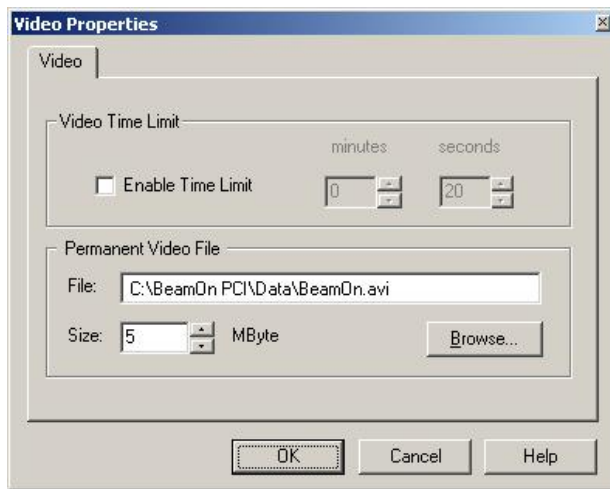 Video Properties
Video
Video Time Limit
minutes seconds
Enable Time Limit 0 20
Permanent Video File
File: C:\BeamOn PCI\Data\BeamOn.avi
Size: 5 MByte Browse...
OK Cancel Help